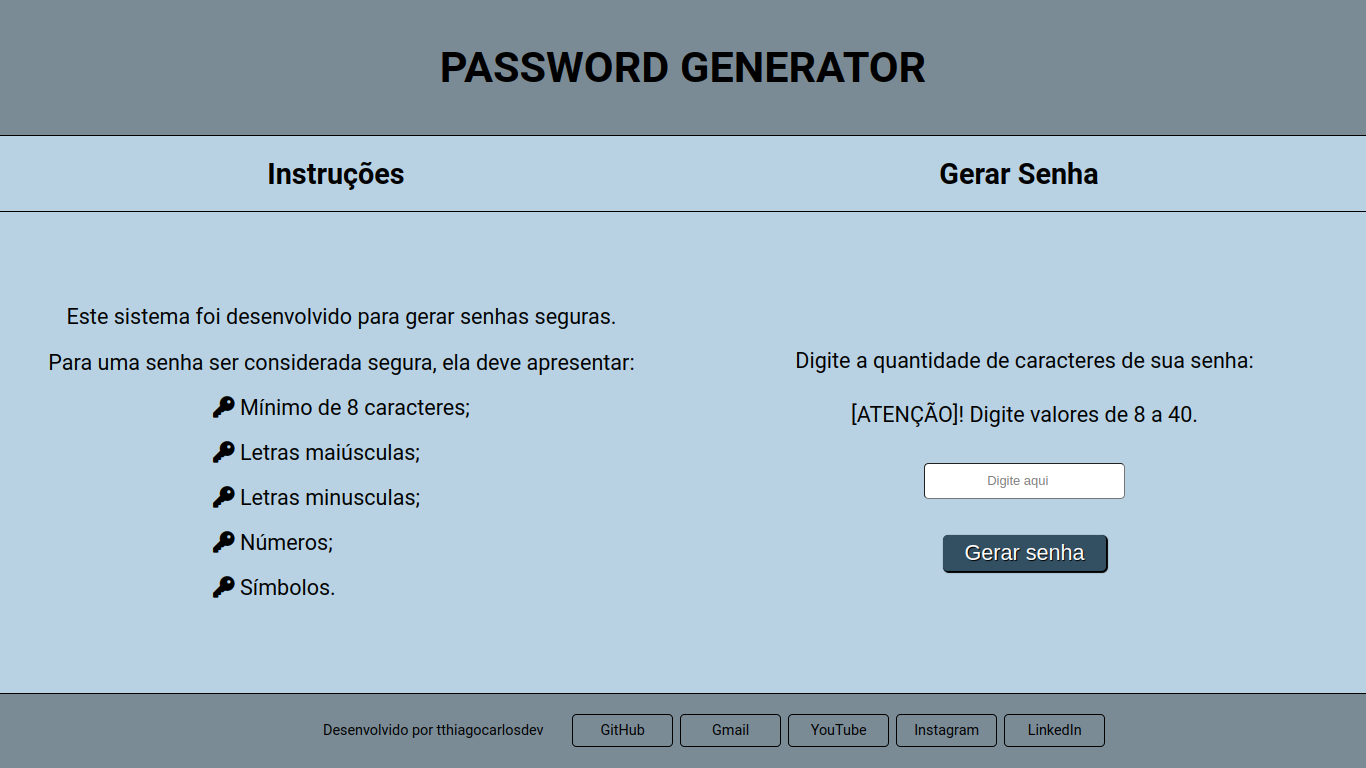 PASSWORD GENERATOR
Instruções
Este sistema foi desenvolvido para gerar senhas seguras.
Para uma senha ser considerada segura, ela deve apresentar:
Mínimo de 8 caracteres;
Letras maiúsculas;
Letras minusculas;
Números;
Símbolos.
Gerar Senha
Digite a quantidade de caracteres de sua senha:
[ATENÇÃO]! Digite valores de 8 a 40.
Digite aqui
Gerar senha
Desenvolvido por tthiagocarlosdev
GitHub
Gmail
YouTube
Instagram
LinkedIn